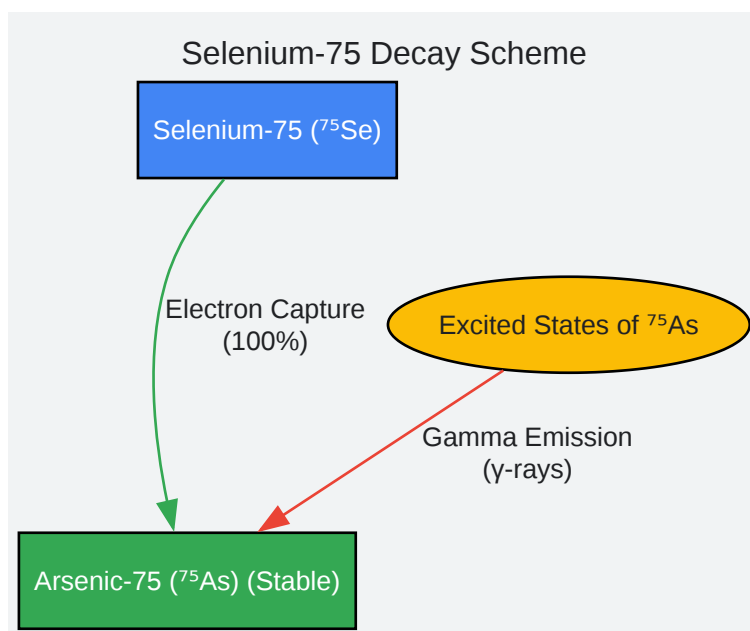 Selenium-75 Decay Scheme
Selenium-75 (⁷⁵Se)
Electron Capture
(100%)
Excited States of ⁷⁵As
Gamma Emission
(γ-rays)
Arsenic-75 (⁷⁵As) (Stable)